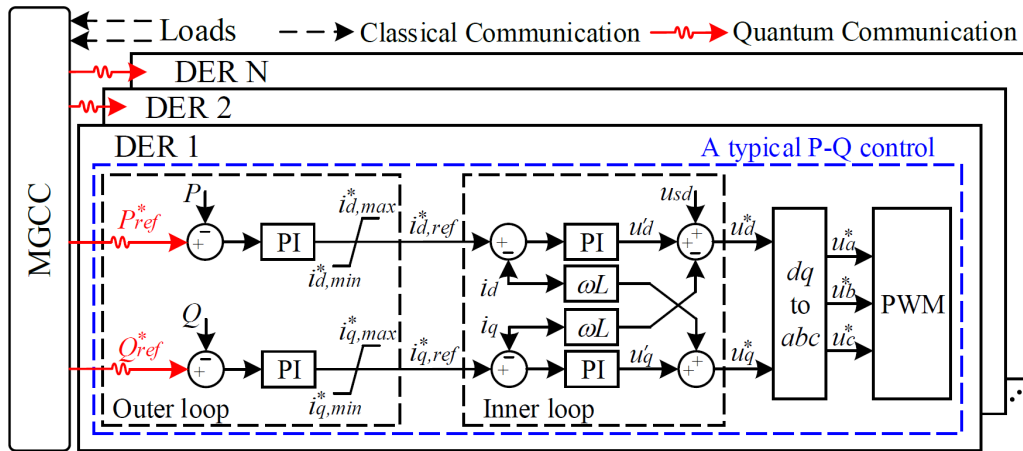 MGCC
Loads
Classical Communication
Quantum Communication
DER N
DER 2
DER 1
A typical P-Q control
P
P*ref
PI
i*d,max
i*d,min
i*d,ref
Q
Q*ref
PI
i*q,max
i*q,min
i*q,ref
Outer loop
usd
PI
u'd
u*d
id
ωL
iq
ωL
PI
u'q
u*q
Inner loop
dq
to
abc
u*a
u*b
u*c
PWM